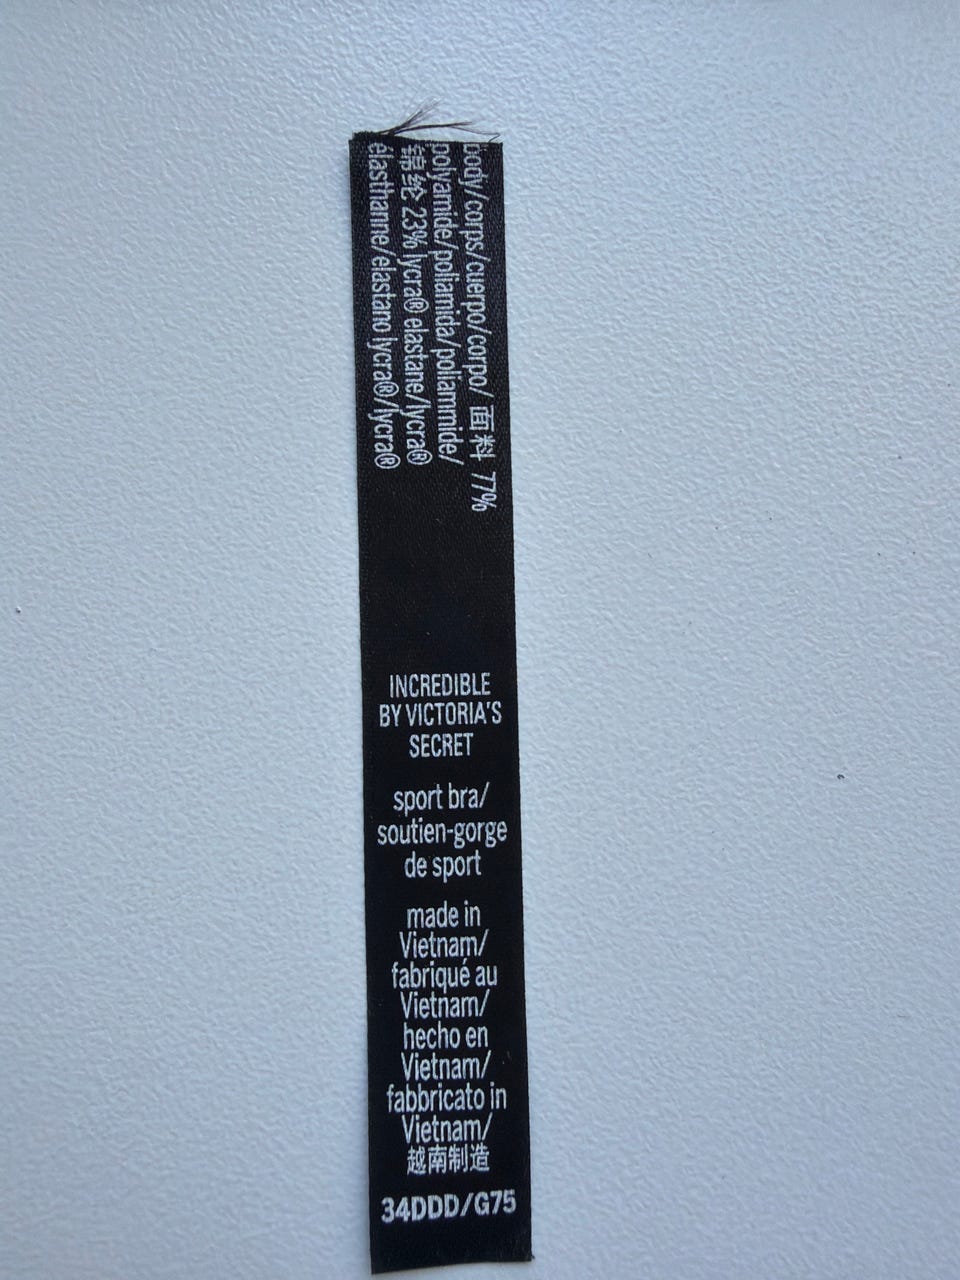 body/corps/cuerpo/corpo/ 面料 77%
polyamide/poliamida/poliammide/
锦纶 23% lycra® elastane/lycra®
élasthanne/elastano lycra®/lycra®
INCREDIBLE
BY VICTORIA'S
SECRET
sport bra/
soutien-gorge
de sport
made in
Vietnam/
fabriqué au
Vietnam/
hecho en
Vietnam/
fabbricato in
Vietnam/
越南制造
34DDD/G75